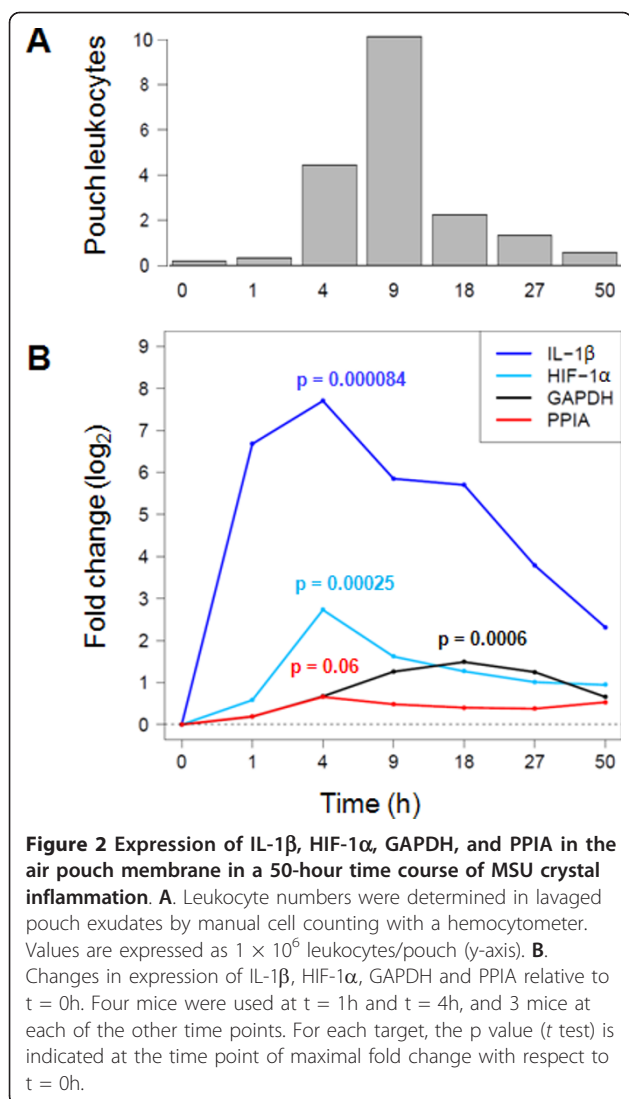 A
Pouch leukocytes
10
8
6
4
2
0
0 1 4 9 18 27 50
B
Fold change (log₂)
9
8
7
6
5
4
3
2
1
0
p = 0.000084
p = 0.00025
p = 0.06
p = 0.0006
IL−1β
HIF−1α
GAPDH
PPIA
0 1 4 9 18 27 50
Time (h)
Figure 2 Expression of IL-1β, HIF-1α, GAPDH, and PPIA in the
air pouch membrane in a 50-hour time course of MSU crystal
inflammation. A. Leukocyte numbers were determined in lavaged
pouch exudates by manual cell counting with a hemocytometer.
Values are expressed as 1 × 10⁶ leukocytes/pouch (y-axis). B.
Changes in expression of IL-1β, HIF-1α, GAPDH and PPIA relative to
t = 0h. Four mice were used at t = 1h and t = 4h, and 3 mice at
each of the other time points. For each target, the p value (t test) is
indicated at the time point of maximal fold change with respect to
t = 0h.